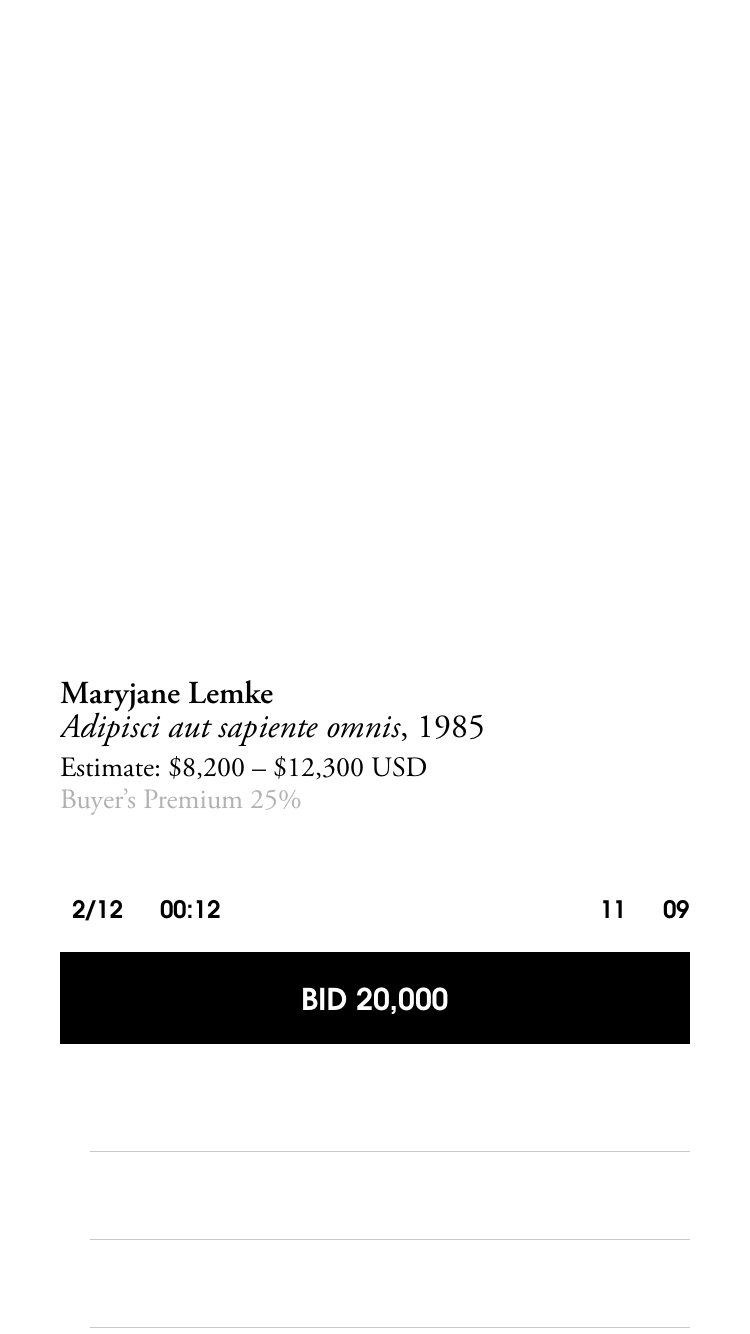 Maryjane Lemke
Adipisci aut sapiente omnis, 1985
Estimate: $8,200 – $12,300 USD
Buyer’s Premium 25%
2/12 00:12 11 09
BID 20,000